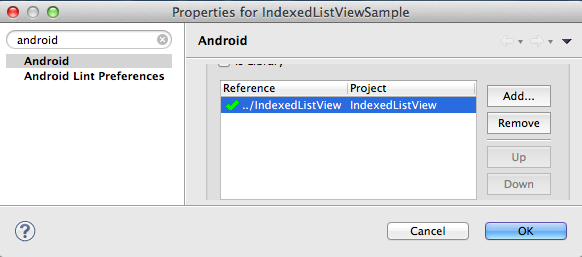 Properties for IndexedListViewSample
android
Android
Android Lint Preferences
Android
Is Library
Reference Project
../IndexedListView IndexedListView
Add...
Remove
Up
Down
?
Cancel
OK